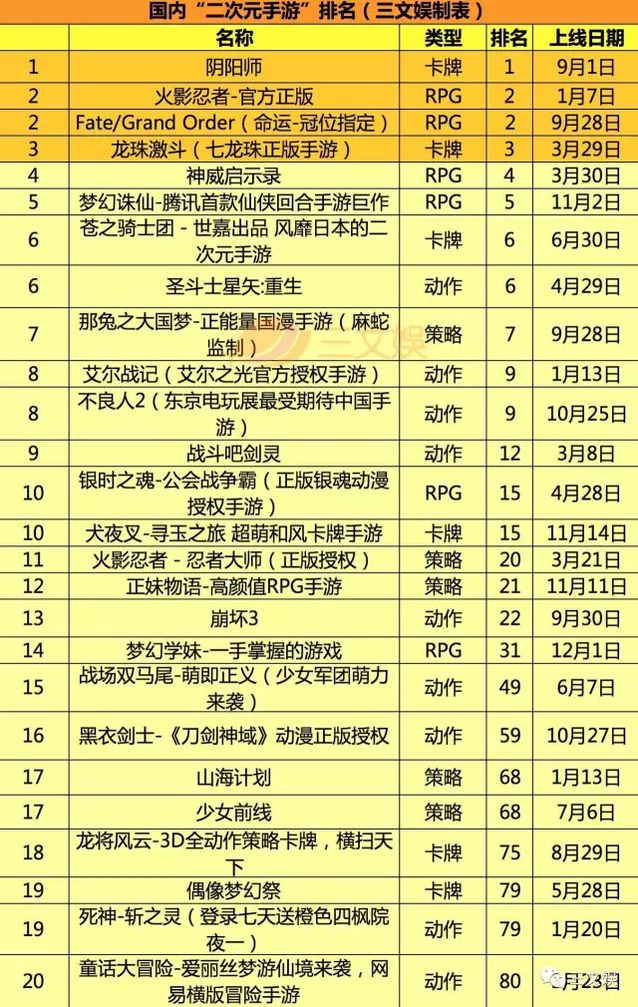 国内“二次元手游”排名（三文娱制表）
名称 类型 排名 上线日期
1 阴阳师 卡牌 1 9月1日
2 火影忍者-官方正版 RPG 2 1月7日
2 Fate/Grand Order（命运-冠位指定） RPG 2 9月28日
3 龙珠激斗（七龙珠正版手游） 卡牌 3 3月29日
4 神威启示录 RPG 4 3月30日
5 梦幻诛仙-腾讯首款仙侠回合手游巨作 RPG 5 11月2日
6 苍之骑士团 - 世嘉出品 风靡日本的二
次元手游 卡牌 6 6月30日
6 圣斗士星矢:重生 动作 6 4月29日
7 那兔之大国梦-正能量国漫手游（麻蛇
监制） 策略 7 9月28日
三文娱
8 艾尔战记（艾尔之光官方授权手游） 动作 9 1月13日
8 不良人2（东京电玩展最受期待中国手
游） 动作 9 10月25日
9 战斗吧剑灵 动作 12 3月8日
10 银时之魂-公会战争霸（正版银魂动漫
授权手游） RPG 15 4月28日
10 犬夜叉-寻玉之旅 超萌和风卡牌手游 卡牌 15 11月14日
11 火影忍者 - 忍者大师（正版授权） 策略 20 3月21日
12 正妹物语-高颜值RPG手游 策略 21 11月11日
13 崩坏3 动作 22 9月30日
14 梦幻学妹-一手掌握的游戏 RPG 31 12月1日
15 战场双马尾-萌即正义（少女军团萌力
来袭） 动作 49 6月7日
16 黑衣剑士-《刀剑神域》动漫正版授权 动作 59 10月27日
17 山海计划 策略 68 1月13日
17 少女前线 策略 68 7月6日
18 龙将风云-3D全动作策略卡牌，横扫天
下 卡牌 75 8月29日
19 偶像梦幻祭 卡牌 79 5月28日
19 死神-斩之灵（登录七天送橙色四枫院
夜一） 动作 79 1月20日
20 童话大冒险-爱丽丝梦游仙境来袭，网
易横版冒险手游 动作 80 月23日
三文娱